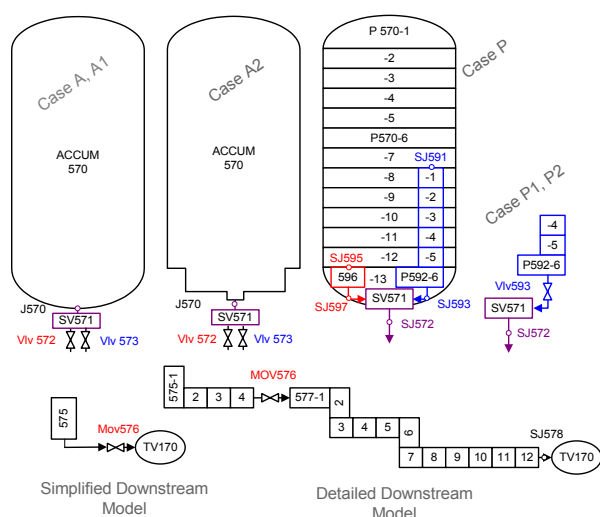 Case A, A1
ACCUM
570
J570
SV571
Vlv 572
Vlv 573
Case A2
ACCUM
570
J570
SV571
Vlv 572
Vlv 573
Case P
P 570-1
-2
-3
-4
-5
P570-6
-7
SJ591
-8
-1
-9
-2
-10
-3
-11
-4
SJ595
-12
-5
596
-13
P592-6
SJ597
SV571
SJ593
SJ572
Case P1, P2
-4
-5
P592-6
Vlv593
SV571
SJ572
575
Mov576
TV170
Simplified Downstream
Model
575-1
2
3
4
MOV576
577-1
2
3
4
5
6
7
8
9
10
11
12
SJ578
TV170
Detailed Downstream
Model